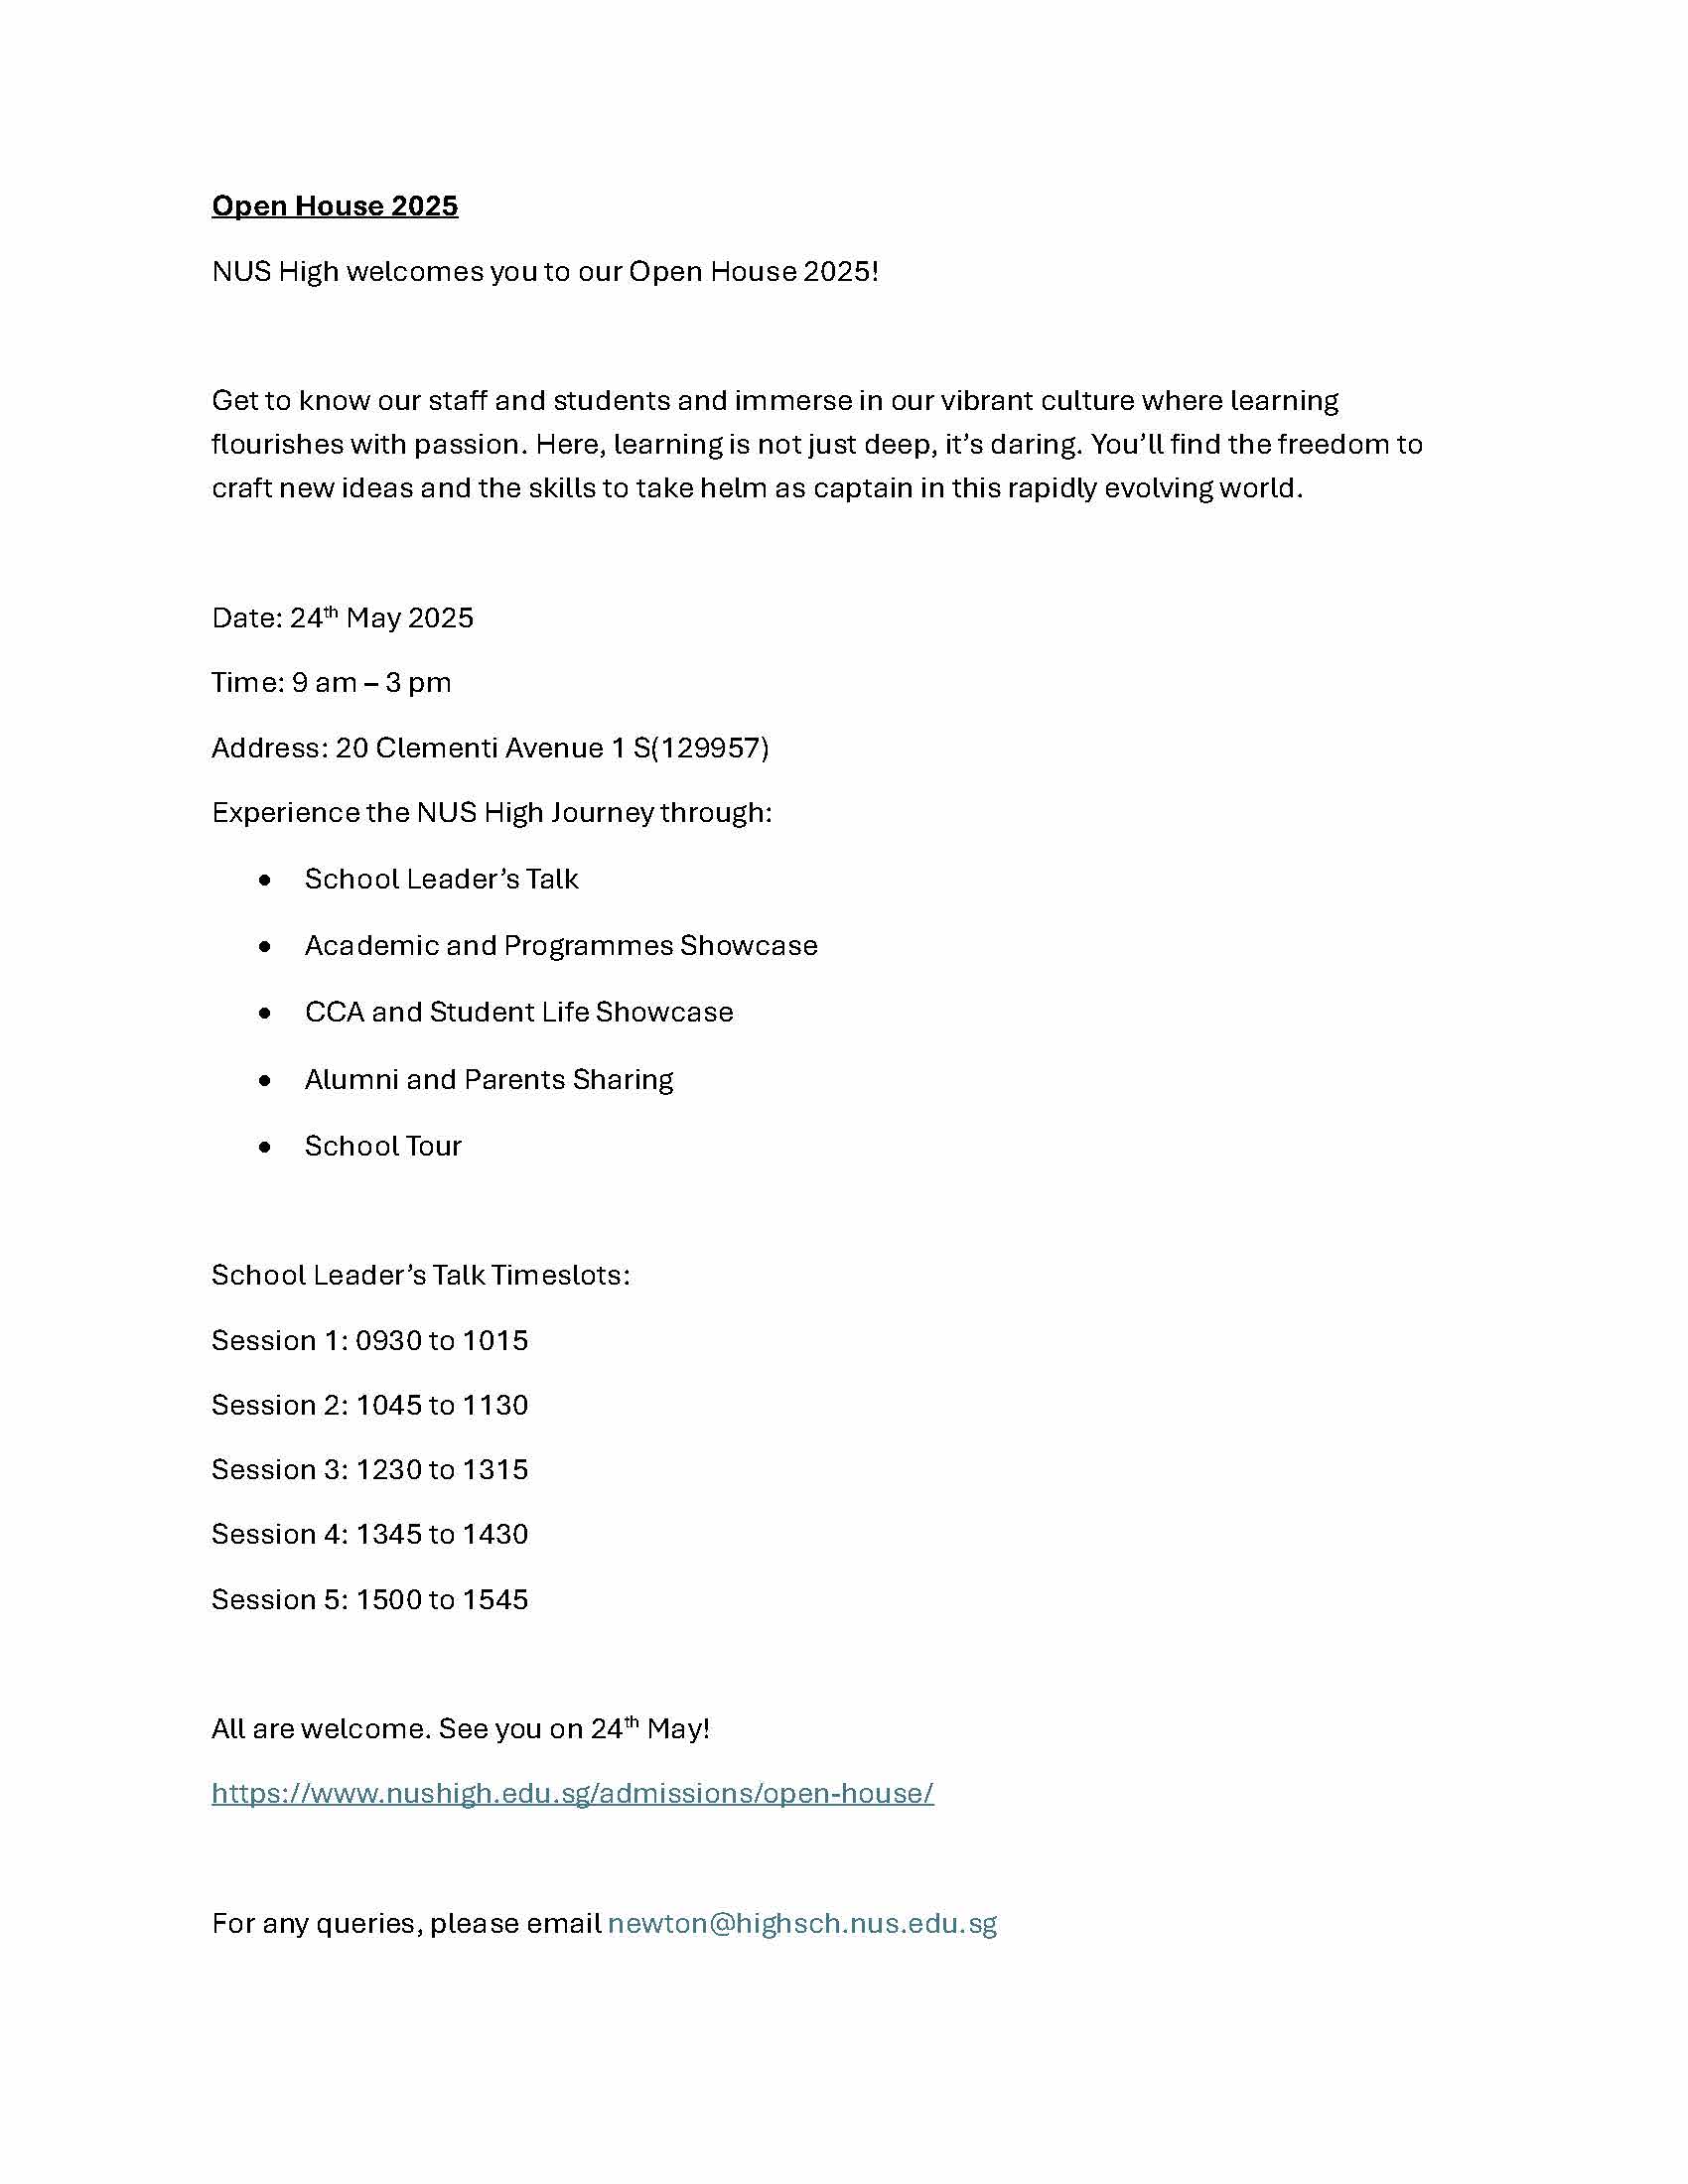 Open House 2025
NUS High welcomes you to our Open House 2025!
Get to know our staff and students and immerse in our vibrant culture where learning
flourishes with passion. Here, learning is not just deep, it’s daring. You’ll find the freedom to
craft new ideas and the skills to take helm as captain in this rapidly evolving world.
Date: 24th May 2025
Time: 9 am – 3 pm
Address: 20 Clementi Avenue 1 S(129957)
Experience the NUS High Journey through:
• School Leader’s Talk
• Academic and Programmes Showcase
• CCA and Student Life Showcase
• Alumni and Parents Sharing
• School Tour
School Leader’s Talk Timeslots:
Session 1: 0930 to 1015
Session 2: 1045 to 1130
Session 3: 1230 to 1315
Session 4: 1345 to 1430
Session 5: 1500 to 1545
All are welcome. See you on 24th May!
https://www.nushigh.edu.sg/admissions/open-house/
For any queries, please email newton@highsch.nus.edu.sg